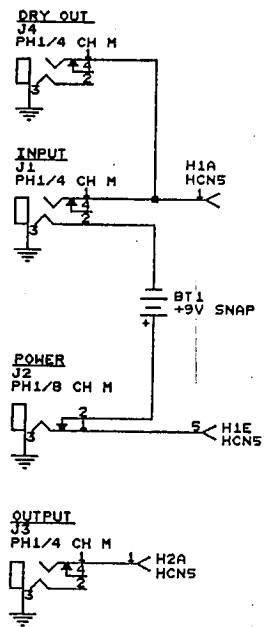 DRY OUT
J4
PH1/4 CH M
1
4
2
3
INPUT
J1
PH1/4 CH M
1
4
2
3
H1A
1
HCN5
BT1
+9V SNAP
+
POWER
J2
PH1/8 CH M
2
1
3
5
H1E
HCN5
OUTPUT
J3
PH1/4 CH M
1
4
2
3
1
H2A
HCN5